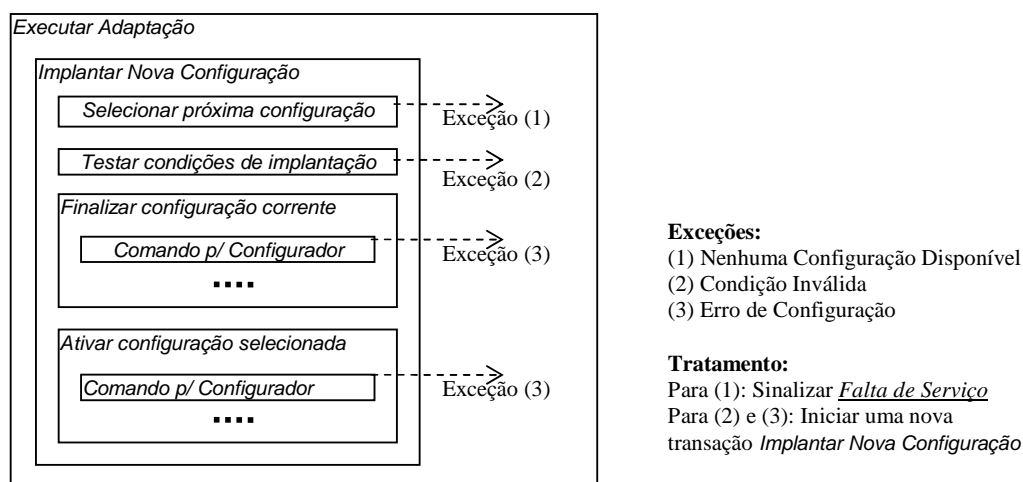 Executar Adaptação
Implantar Nova Configuração
Selecionar próxima configuração
Exceção (1)
Testar condições de implantação
Exceção (2)
Finalizar configuração corrente
Comando p/ Configurador
Exceção (3)
....
Ativar configuração selecionada
Comando p/ Configurador
Exceção (3)
....
Exceções:
(1) Nenhuma Configuração Disponível
(2) Condição Inválida
(3) Erro de Configuração
Tratamento:
Para (1): Sinalizar Falta de Serviço
Para (2) e (3): Iniciar uma nova
transação Implantar Nova Configuração